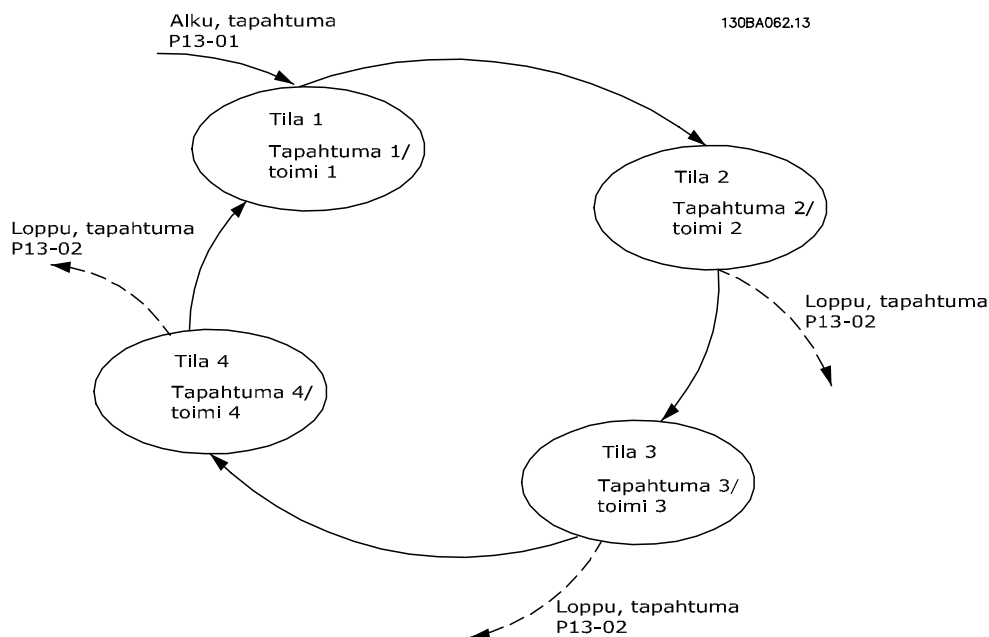 Alku, tapahtuma
P13-01
130BA062.13
Tila 1
Tapahtuma 1/
toimi 1
Tila 2
Tapahtuma 2/
toimi 2
Loppu, tapahtuma
P13-02
Loppu, tapahtuma
P13-02
Tila 4
Tapahtuma 4/
toimi 4
Tila 3
Tapahtuma 3/
toimi 3
Loppu, tapahtuma
P13-02